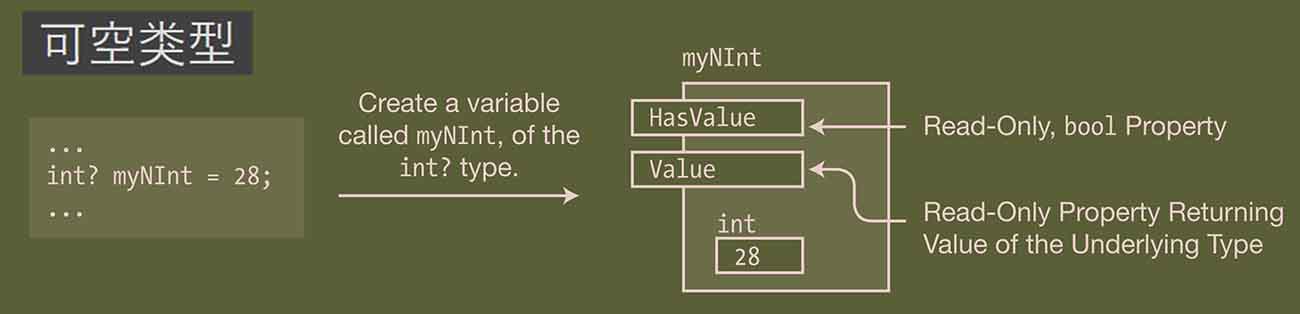 可空类型
...
int? myNInt = 28;
...
Create a variable
called myNInt, of the
int? type.
myNInt
HasValue
Value
int
28
Read-Only, bool Property
Read-Only Property Returning
Value of the Underlying Type